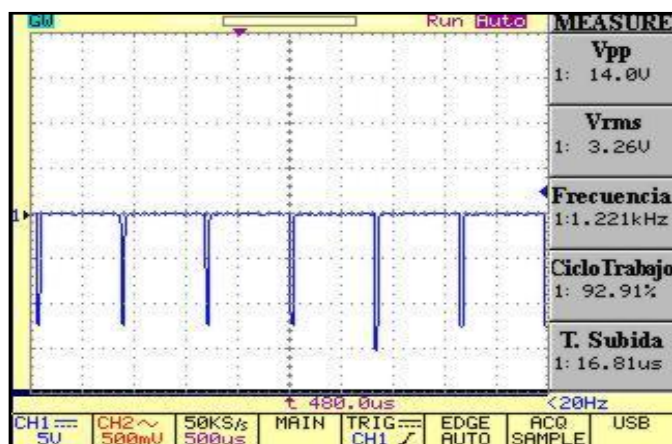 GW Run Auto MEASURE
Vpp
1: 14.0V
Vrms
1: 3.26V
Frecuencia
1:1.221kHz
Ciclo Trabajo
1: 92.91%
T. Subida
1:16.81us
1
t 480.0us <20Hz
CH1 CH2 50KS/s MAIN TRIG EDGE ACQ USB
5V 500mV 500us CH1 AUTO SAMPLE